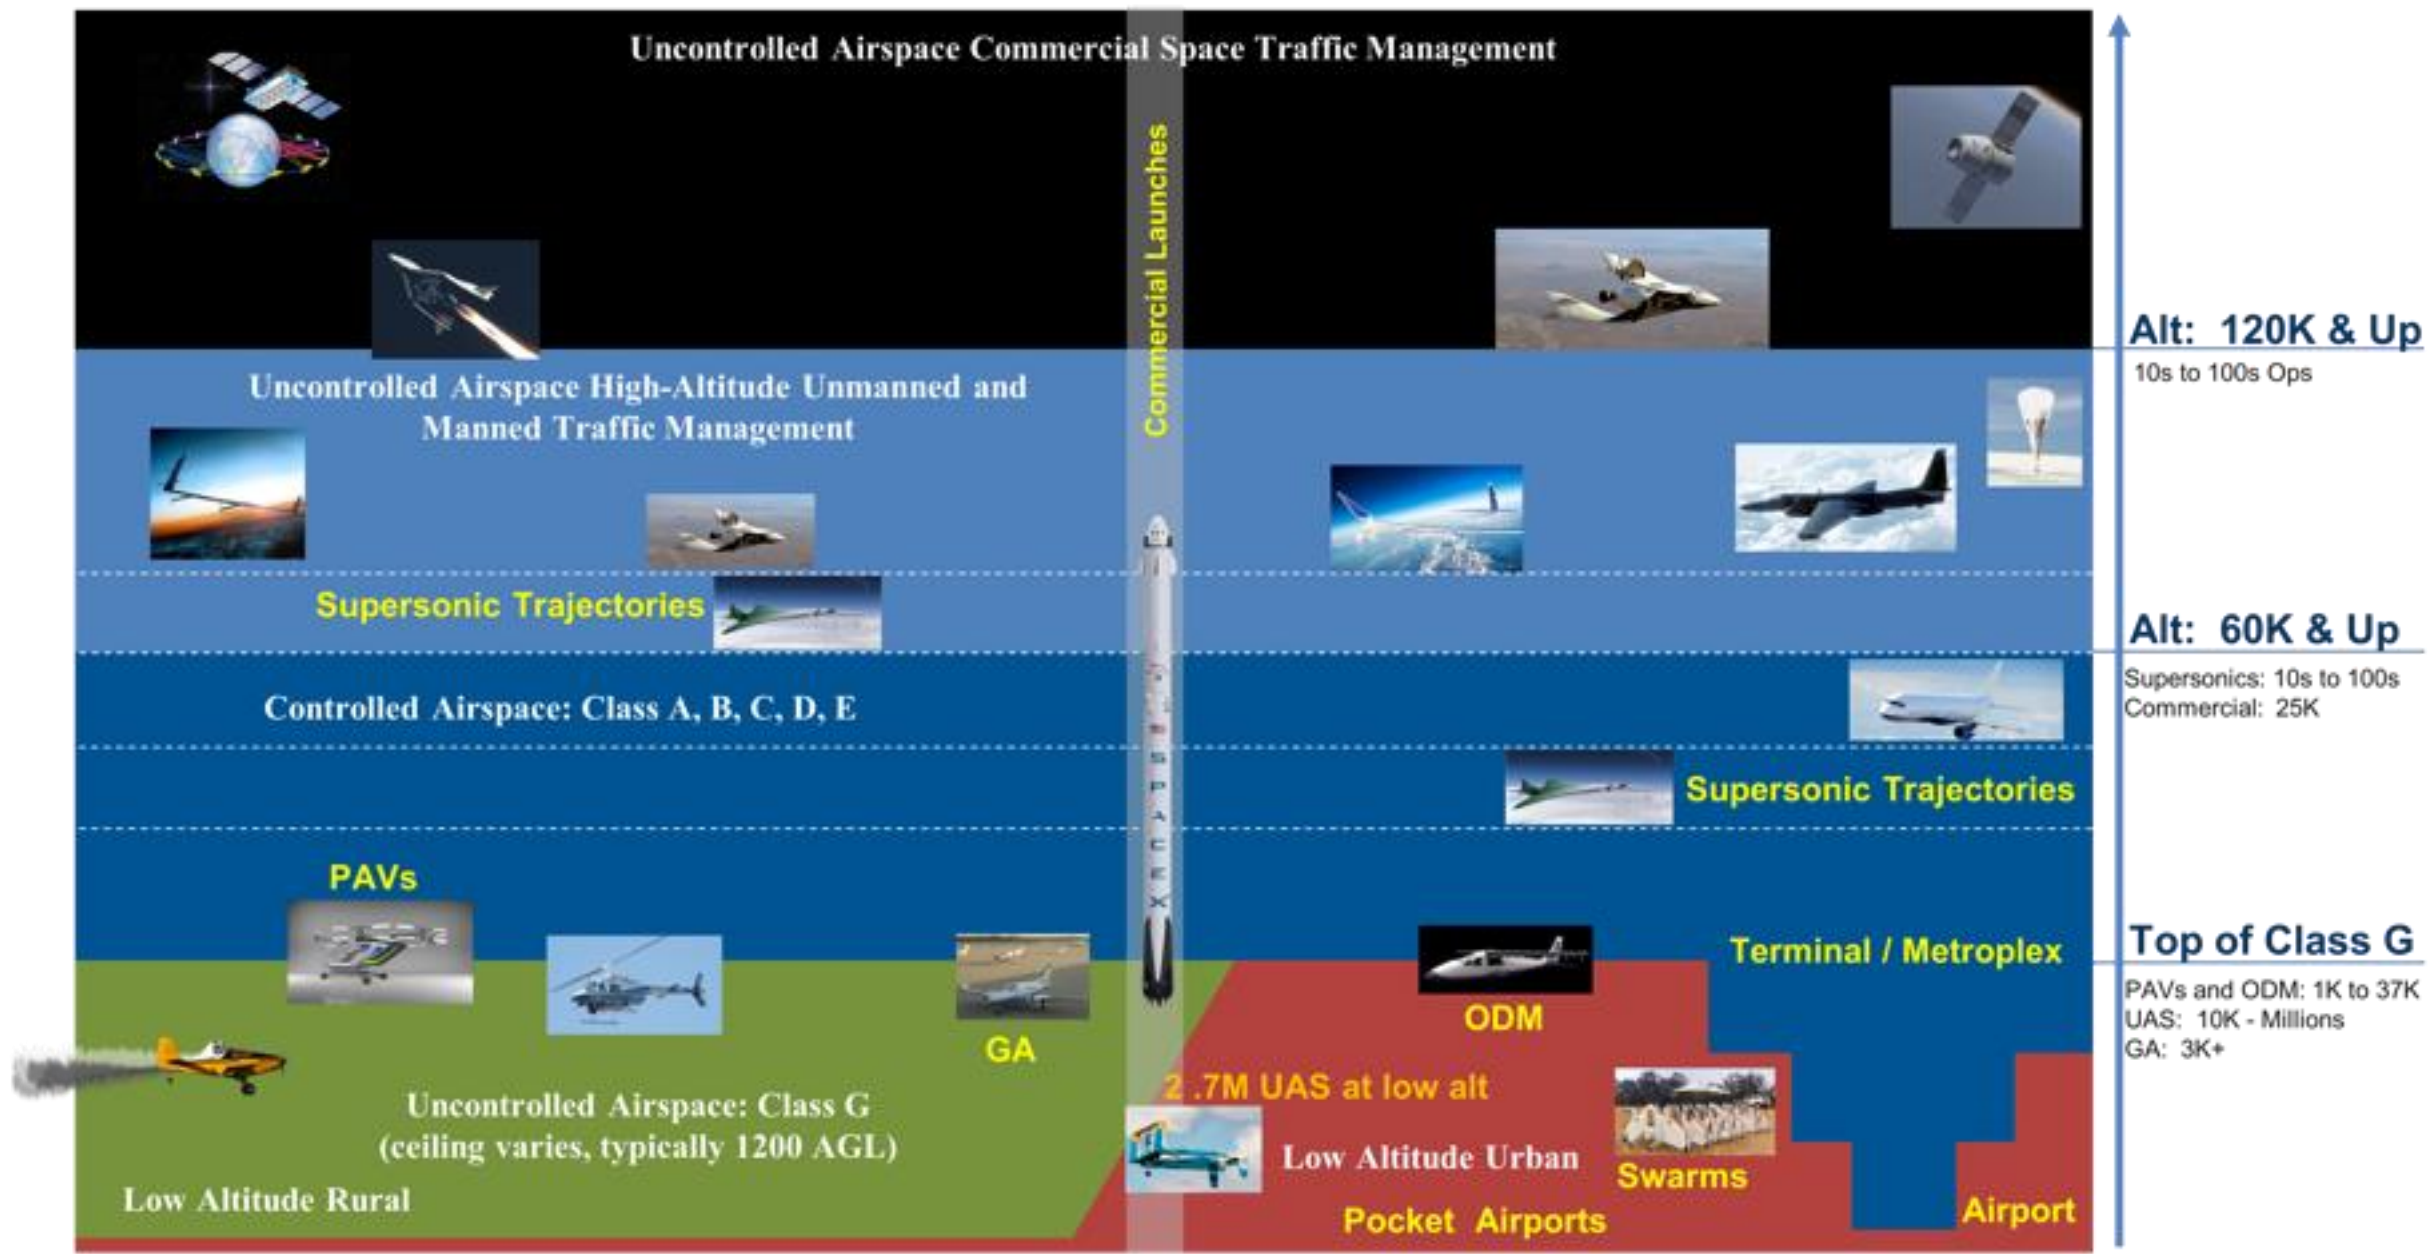 Uncontrolled Airspace Commercial Space Traffic Management
Commercial Launches
Alt: 120K & Up
10s to 100s Ops
Uncontrolled Airspace High-Altitude Unmanned and
Manned Traffic Management
Supersonic Trajectories
Alt: 60K & Up
Supersonics: 10s to 100s
Commercial: 25K
Controlled Airspace: Class A, B, C, D, E
SPACEX
Supersonic Trajectories
PAVs
Terminal / Metroplex
Top of Class G
PAVs and ODM: 1K to 37K
UAS: 10K - Millions
GA: 3K+
ODM
GA
2 .7M UAS at low alt
Uncontrolled Airspace: Class G
(ceiling varies, typically 1200 AGL)
Low Altitude Urban
Swarms
Low Altitude Rural
Pocket Airports
Airport